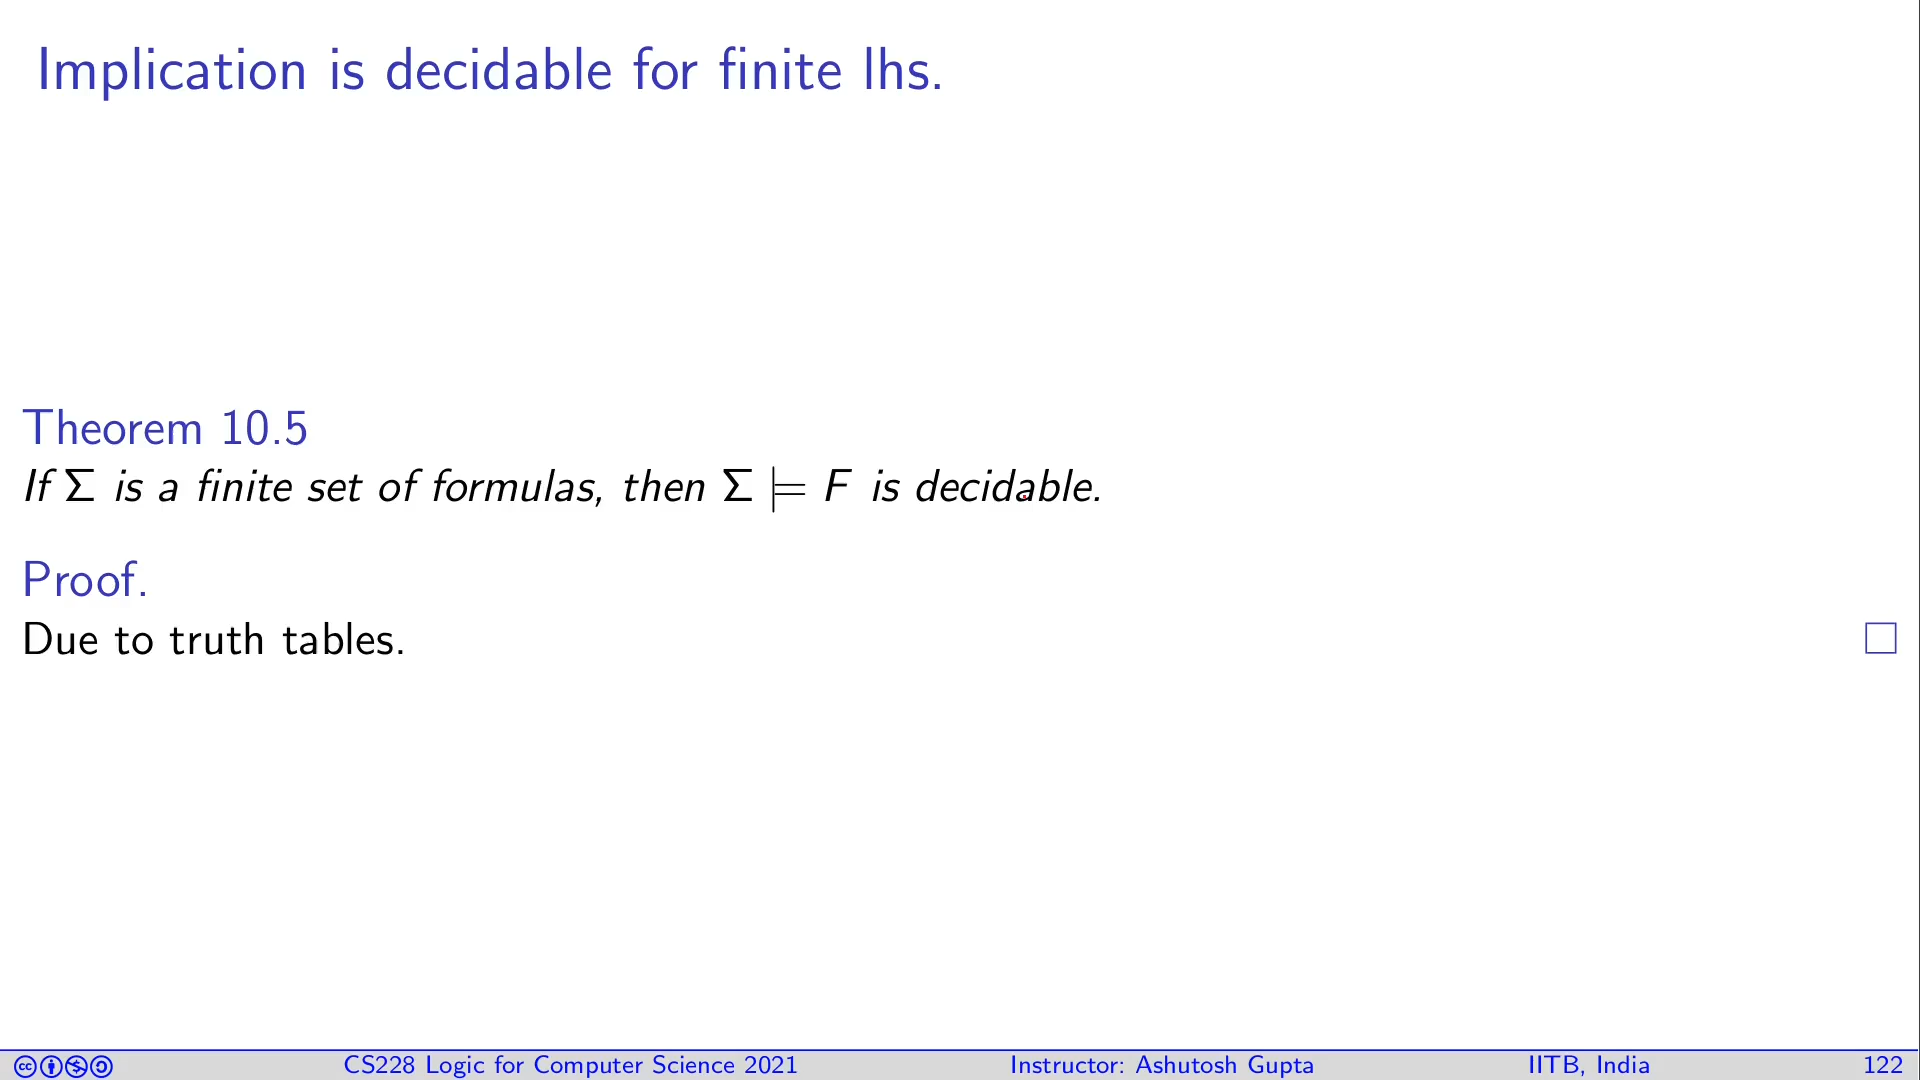 Implication is decidable for finite lhs.
Theorem 10.5
If Σ is a finite set of formulas, then Σ ⊨ F is decidable.
Proof.
Due to truth tables. □
CS228 Logic for Computer Science 2021 Instructor: Ashutosh Gupta IITB, India 122